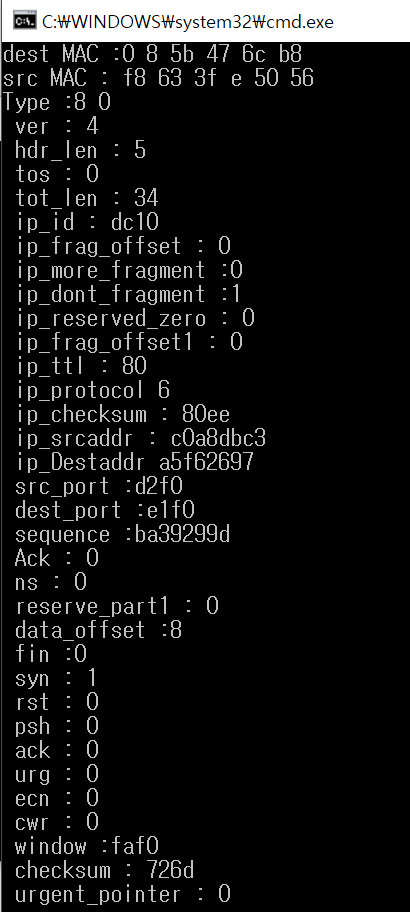 C:₩WINDOWS₩system32₩cmd.exe
dest MAC :0 8 5b 47 6c b8
src MAC : f8 63 3f e 50 56
Type :8 0
ver : 4
hdr_len : 5
tos : 0
tot_len : 34
ip_id : dc10
ip_frag_offset : 0
ip_more_fragment :0
ip_dont_fragment :1
ip_reserved_zero : 0
ip_frag_offset1 : 0
ip_ttl : 80
ip_protocol 6
ip_checksum : 80ee
ip_srcaddr : c0a8dbc3
ip_Destaddr a5f62697
src_port :d2f0
dest_port :e1f0
sequence :ba39299d
Ack : 0
ns : 0
reserve_part1 : 0
data_offset :8
fin :0
syn : 1
rst : 0
psh : 0
ack : 0
urg : 0
ecn : 0
cwr : 0
window :faf0
checksum : 726d
urgent_pointer : 0